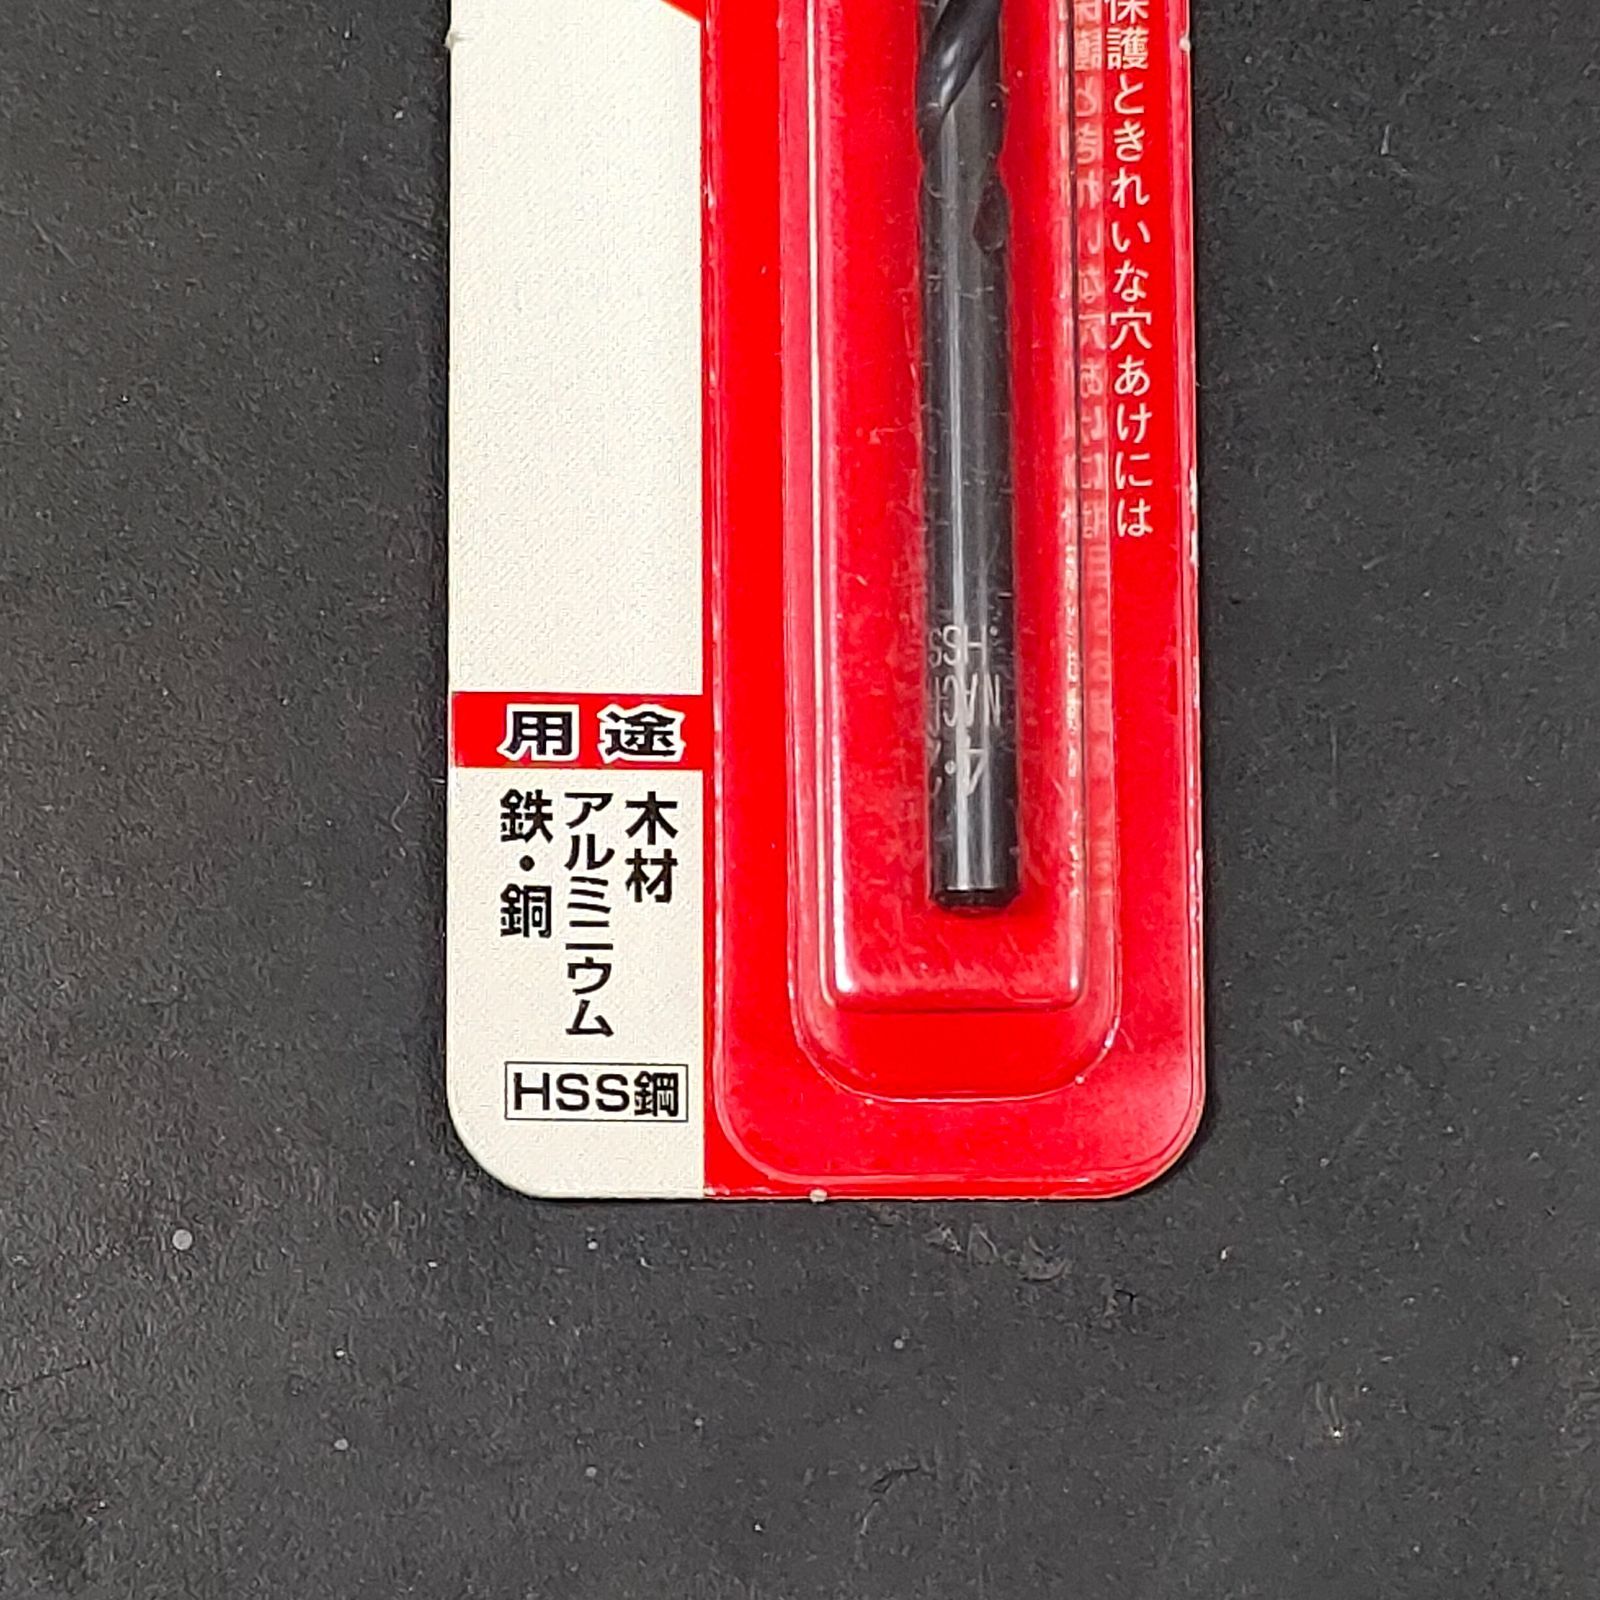 保護ときれいな穴あけには
用途
木材
アルミニウム
鉄・銅
HSS鋼
HSS